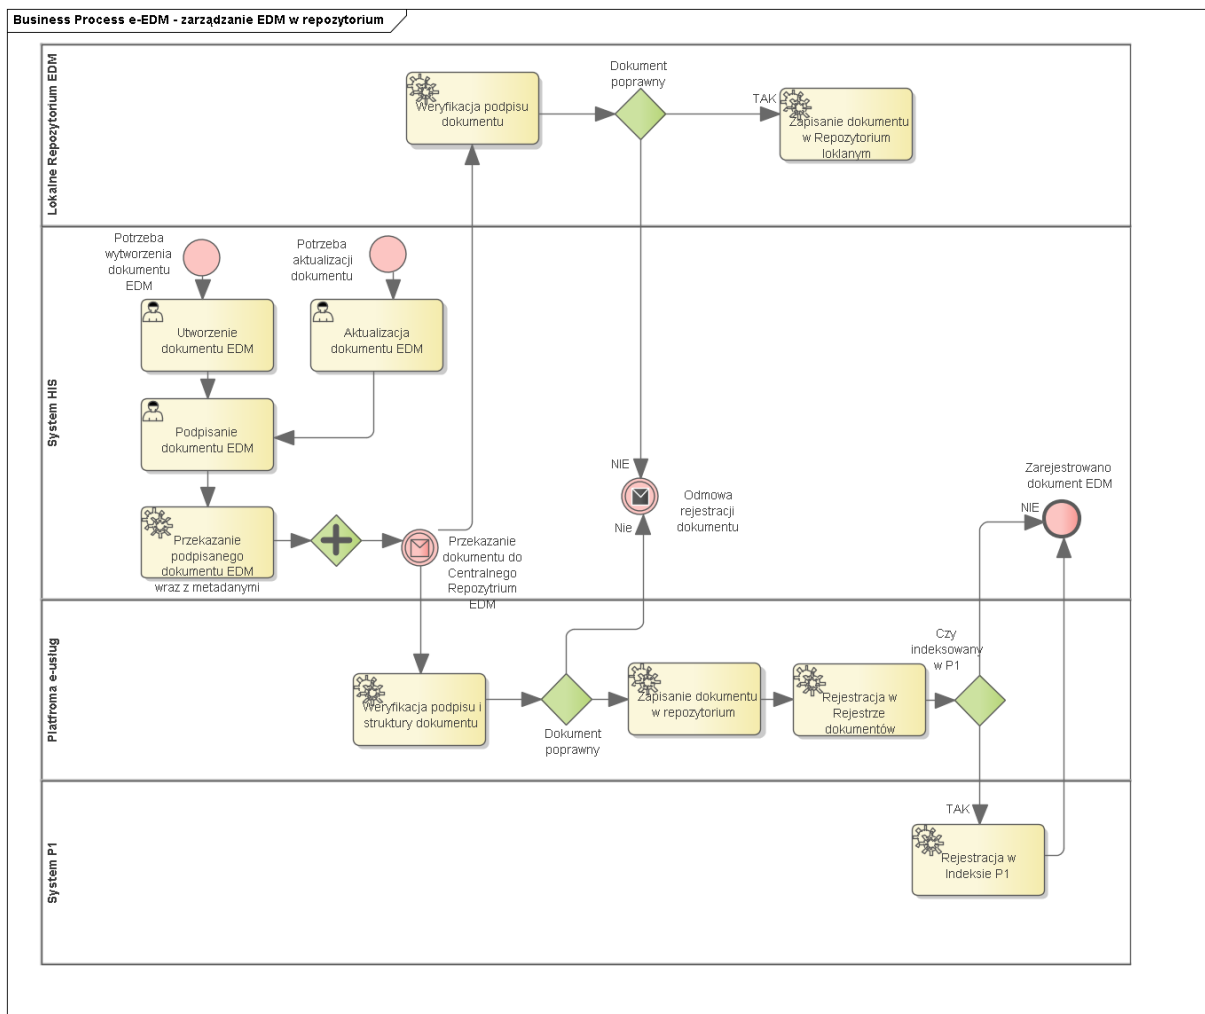 Business Process e-EDM - zarządzanie EDM w repozytorium
Lokalne Repozytorium EDM
Weryfikacja podpisu
dokumentu
Dokument
poprawny
TAK
Zapisanie dokumentu
w Repozytorium
loklanym
System HIS
Potrzeba
wytworzenia
dokumentu
EDM
Potrzeba
aktualizacji
dokumentu
Utworzenie
dokumentu EDM
Aktualizacja
dokumentu EDM
Podpisanie
dokumentu EDM
Przekazanie
podpisanego
dokumentu EDM
wraz z metadanymi
Przekazanie
dokumentu do
Centralnego
Repozytrium
EDM
NIE
Odmowa
rejestracji
dokumentu
Nie
Zarejestrowano
dokument EDM
NIE
Platfroma e-usług
Weryfikacja podpisu i
struktury dokumentu
Dokument
poprawny
Zapisanie dokumentu
w repozytorium
Rejestracja w
Rejestrze
dokumentów
Czy
indeksowany
w P1
System P1
TAK
Rejestracja w
Indeksie P1